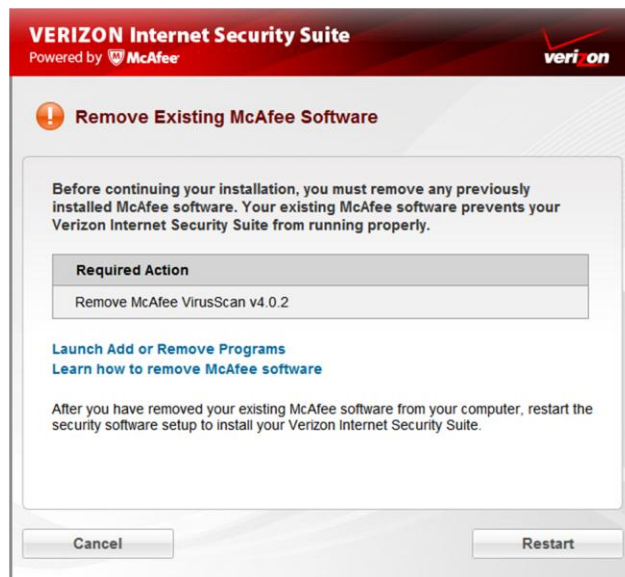 VERIZON Internet Security Suite
Powered by McAfee
verizon
Remove Existing McAfee Software
Before continuing your installation, you must remove any previously
installed McAfee software. Your existing McAfee software prevents your
Verizon Internet Security Suite from running properly.
Required Action
Remove McAfee VirusScan v4.0.2
Launch Add or Remove Programs
Learn how to remove McAfee software
After you have removed your existing McAfee software from your computer, restart the
security software setup to install your Verizon Internet Security Suite.
Cancel
Restart